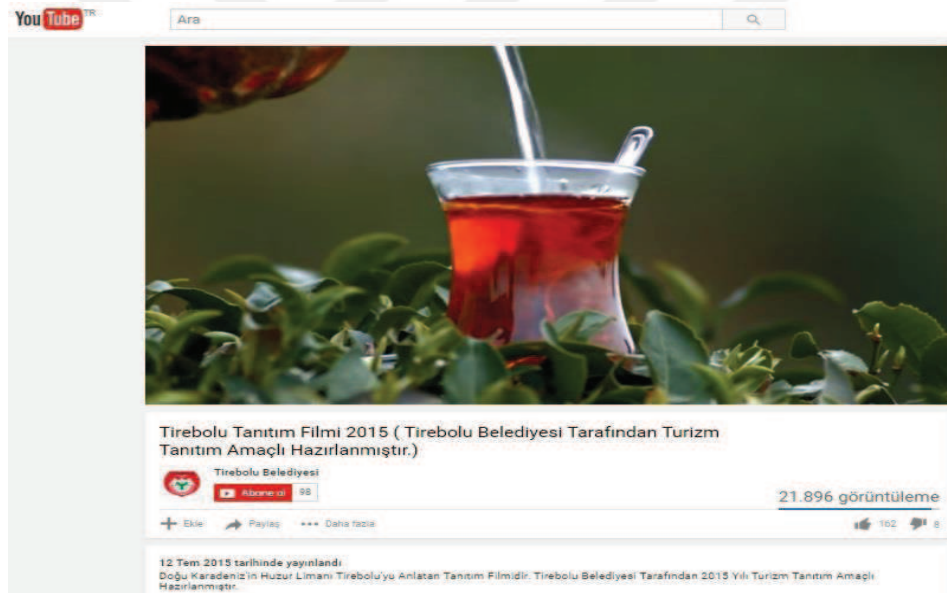 You Tube TR
Ara
Tirebolu Tanıtım Filmi 2015 ( Tirebolu Belediyesi Tarafından Turizm
Tanıtım Amaçlı Hazırlanmıştır.)
Tirebolu Belediyesi
Abone ol 98
21.896 görüntüleme
Ekle Paylaş Daha fazla 162 8
12 Tem 2015 tarihinde yayınlandı
Doğu Karadeniz'in Huzur Limanı Tirebolu'yu Anlatan Tanıtım Filmidir. Tirebolu Belediyesi Tarafından 2015 Yılı Turizm Tanıtım Amaçlı
Hazırlanmıştır.